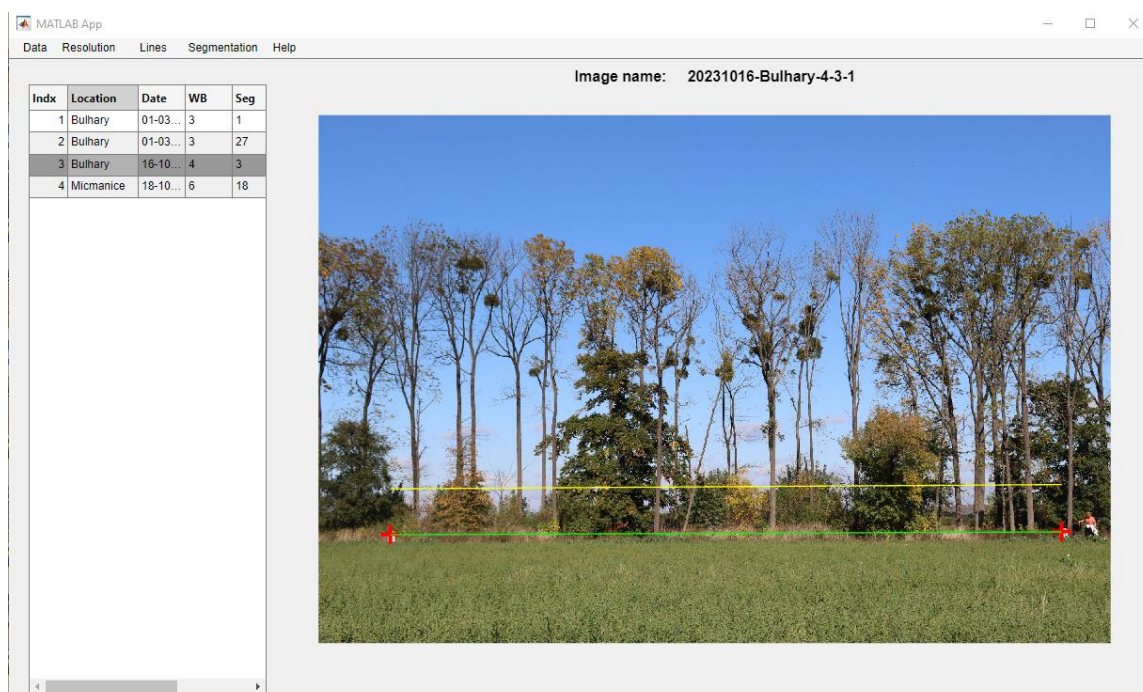 MATLAB App
Data Resolution Lines Segmentation Help
Image name: 20231016-Bulhary-4-3-1
Indx Location Date WB Seg
1 Bulhary 01-03... 3 1
2 Bulhary 01-03... 3 27
3 Bulhary 16-10... 4 3
4 Micmanice 18-10... 6 18